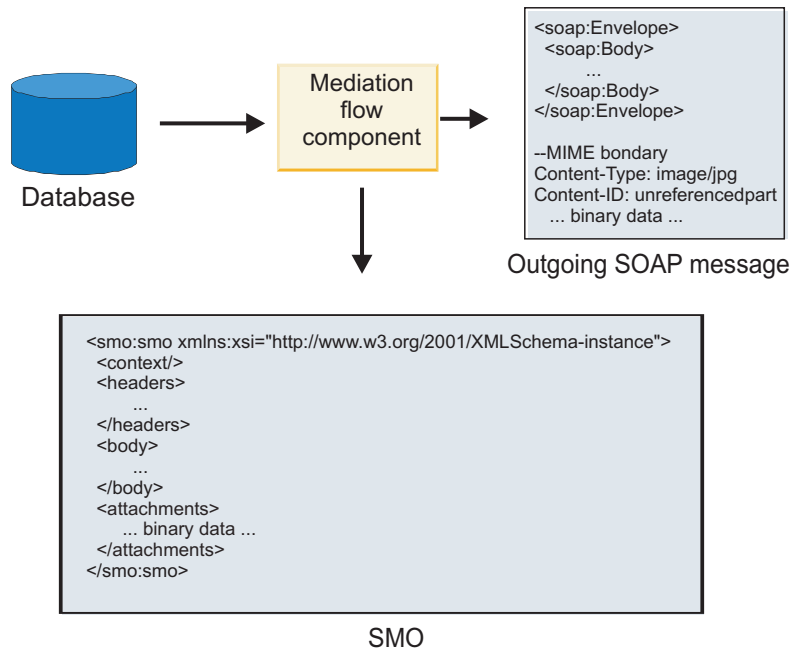 Database
Mediation
flow
component
<soap:Envelope>
<soap:Body>
...
</soap:Body>
</soap:Envelope>
--MIME bondary
Content-Type: image/jpg
Content-ID: unreferencedpart
... binary data ...
Outgoing SOAP message
<smo:smo xmlns:xsi="http://www.w3.org/2001/XMLSchema-instance">
<context/>
<headers>
...
</headers>
<body>
...
</body>
<attachments>
... binary data ...
</attachments>
</smo:smo>
SMO